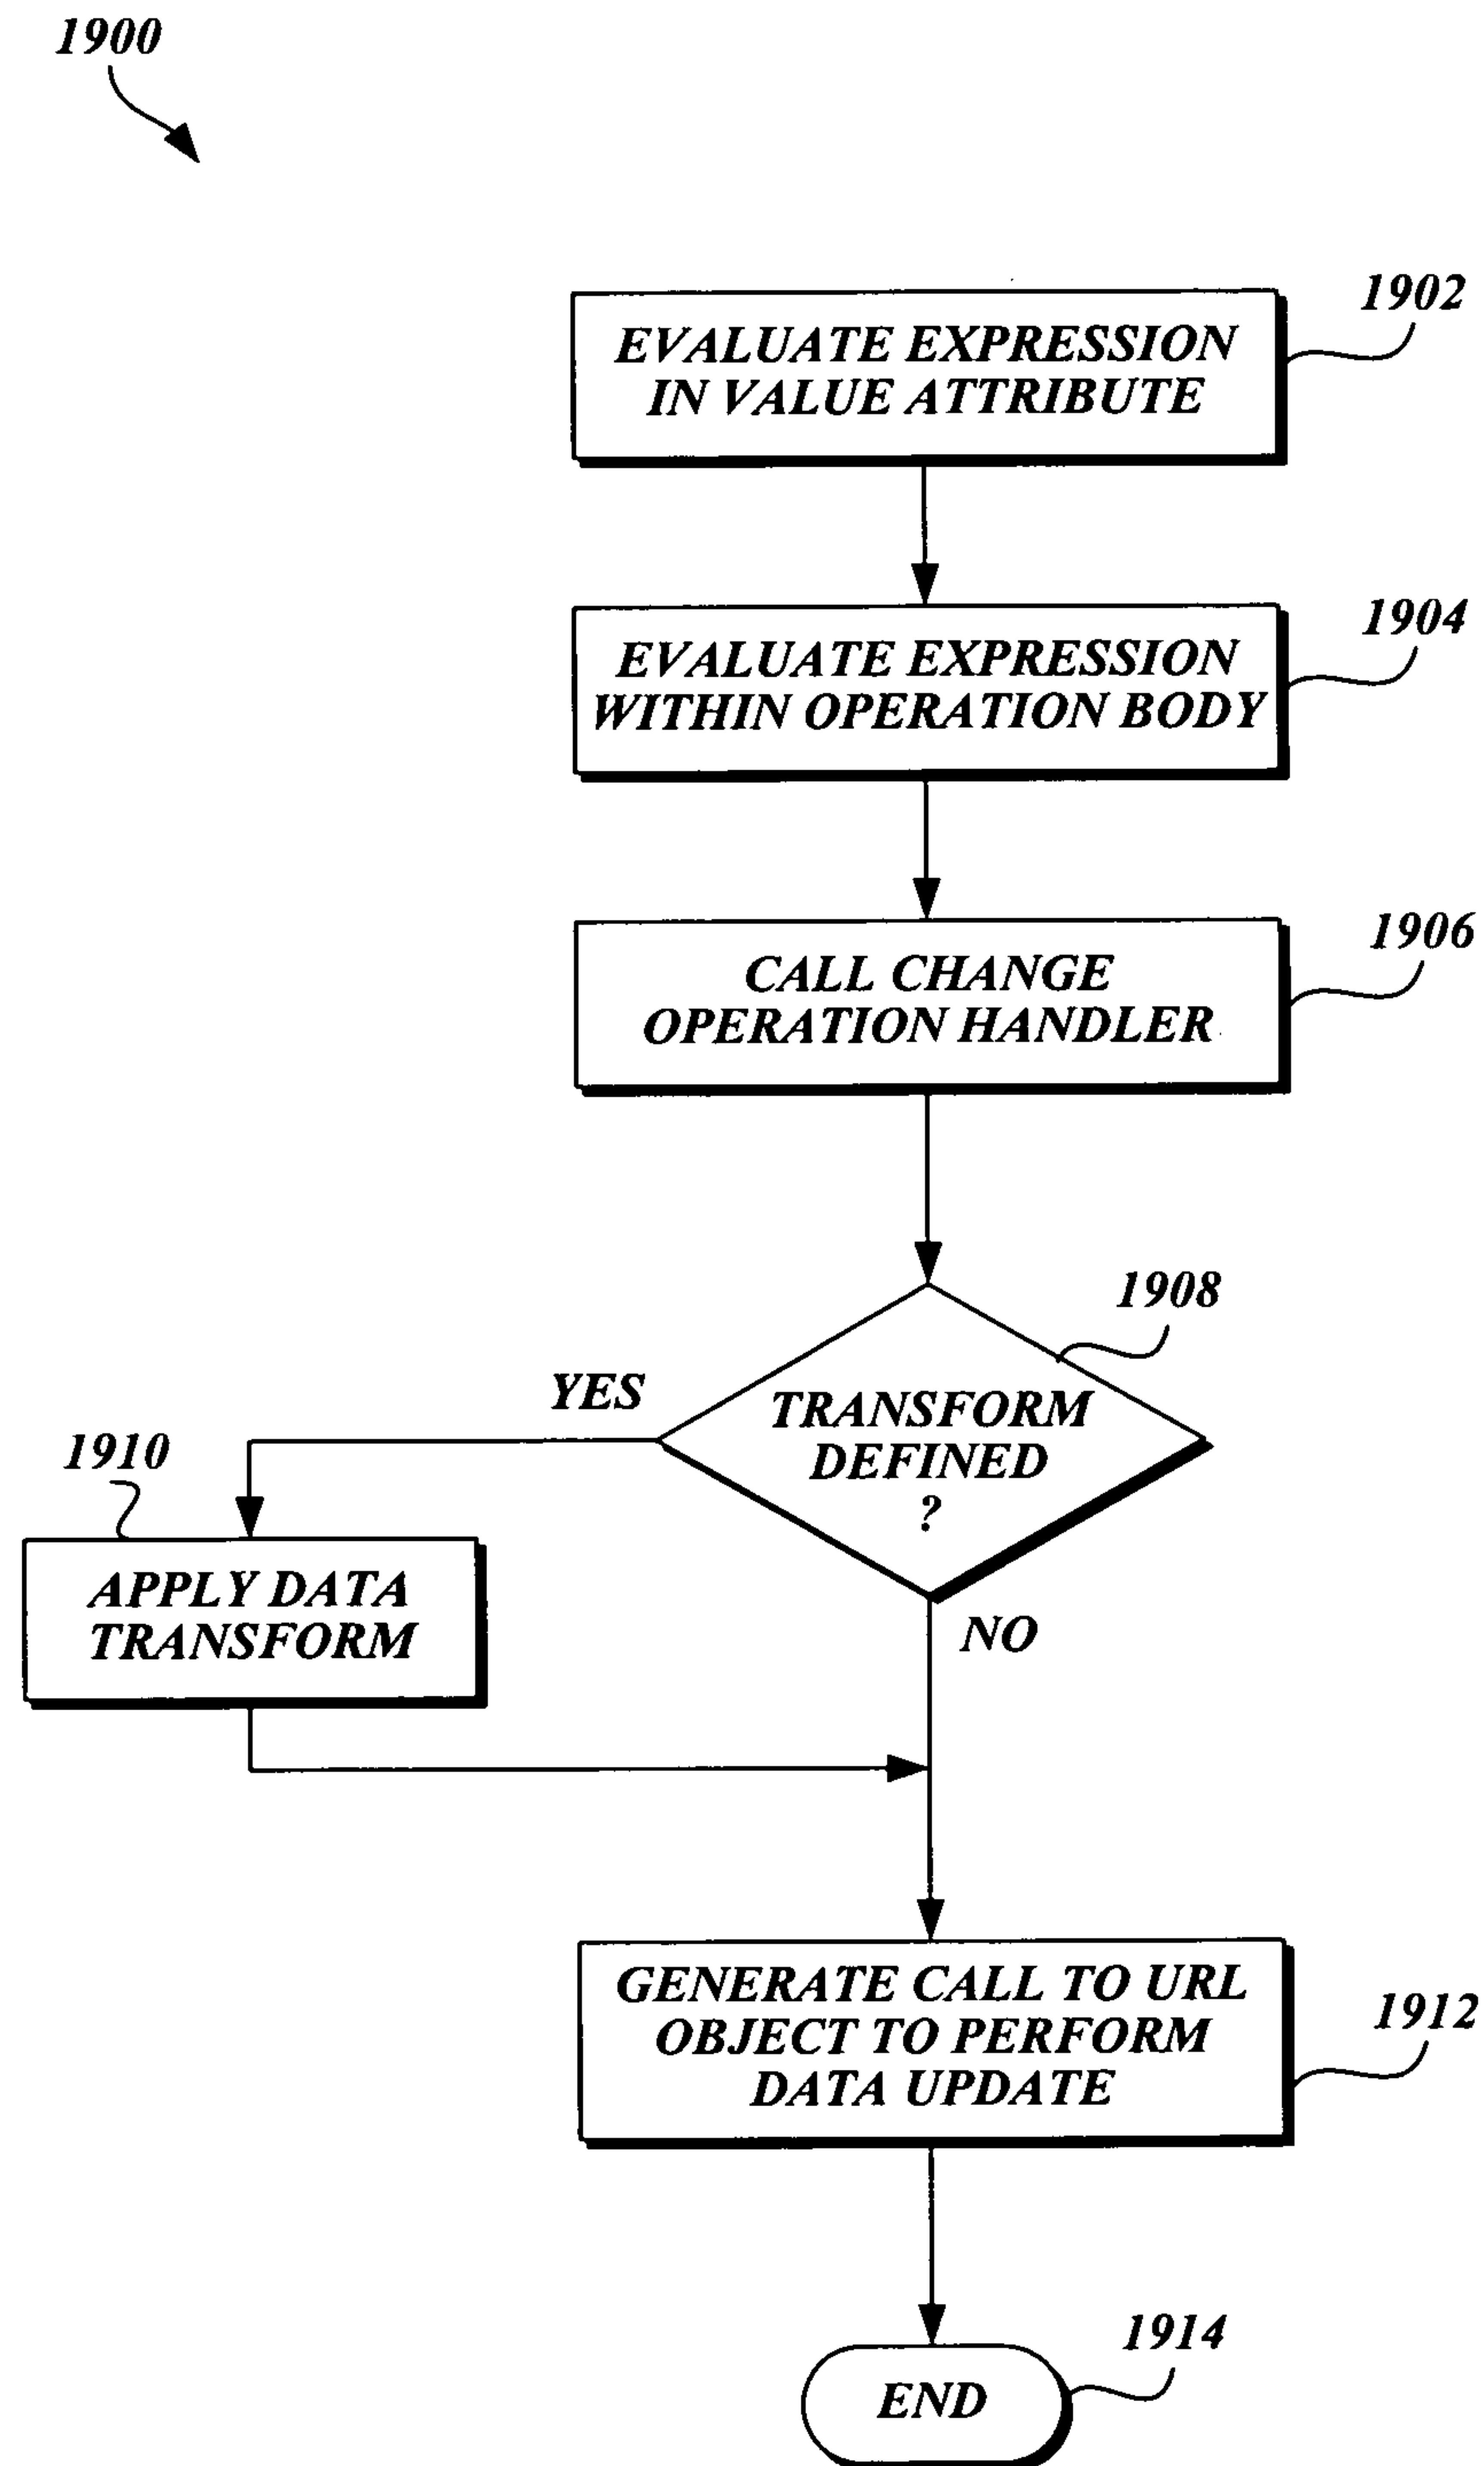 1900
1902
EVALUATE EXPRESSION
IN VALUE ATTRIBUTE
1904
EVALUATE EXPRESSION
WITHIN OPERATION BODY
1906
CALL CHANGE
OPERATION HANDLER
1908
TRANSFORM
DEFINED
?
YES
NO
1910
APPLY DATA
TRANSFORM
1912
GENERATE CALL TO URL
OBJECT TO PERFORM
DATA UPDATE
1914
END